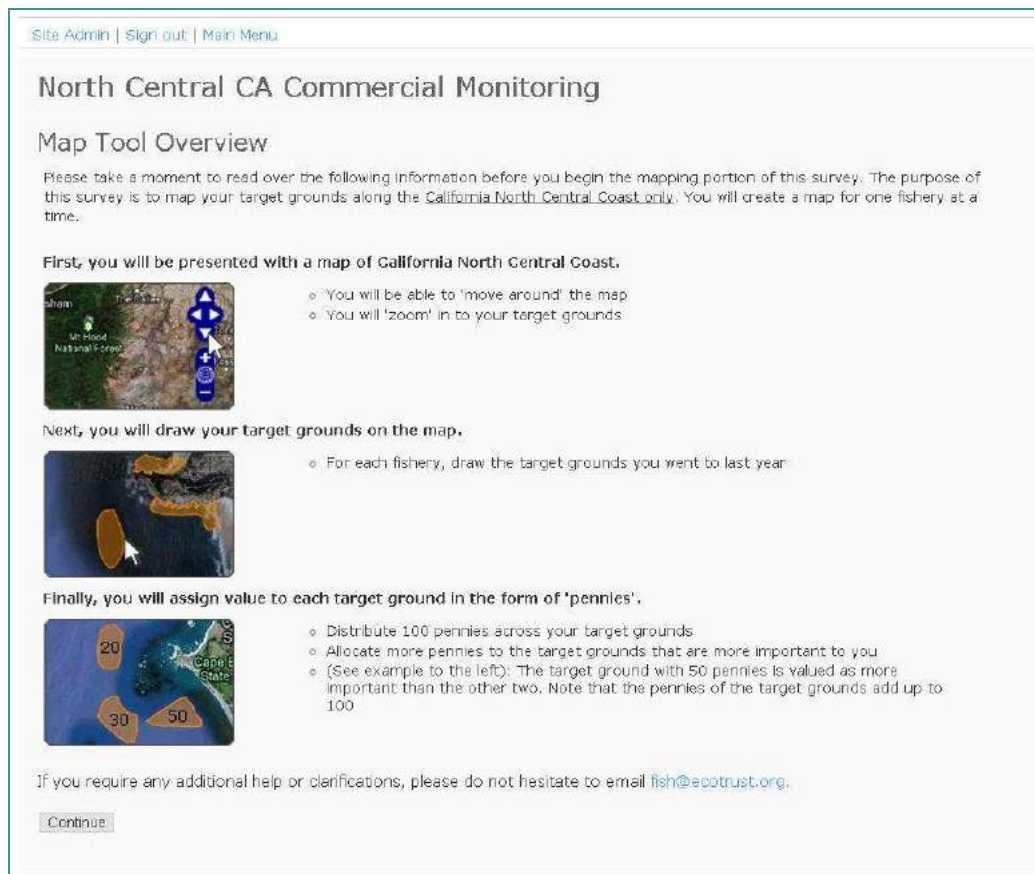 Site Admin | Sign out | Main Menu
North Central CA Commercial Monitoring
Map Tool Overview
Please take a moment to read over the following information before you begin the mapping portion of this survey. The purpose of
this survey is to map your target grounds along the California North Central Coast only. You will create a map for one fishery at a
time.
First, you will be presented with a map of California North Central Coast.
Mt Hood
National Forest
◦ You will be able to 'move around' the map
◦ You will 'zoom' in to your target grounds
Next, you will draw your target grounds on the map.
◦ For each fishery, draw the target grounds you went to last year
Finally, you will assign value to each target ground in the form of 'pennies'.
20
Cape
State
30
50
◦ Distribute 100 pennies across your target grounds
◦ Allocate more pennies to the target grounds that are more important to you
◦ (See example to the left): The target ground with 50 pennies is valued as more
important than the other two. Note that the pennies of the target grounds add up to
100
If you require any additional help or clarifications, please do not hesitate to email fish@ecotrust.org.
Continue